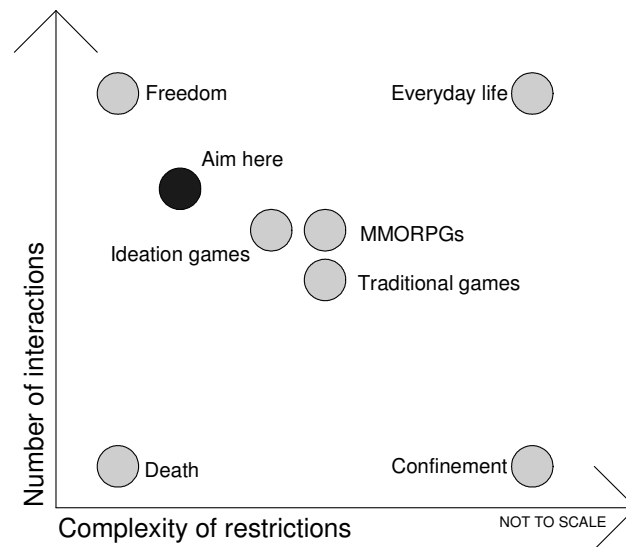 Freedom
Everyday life
Aim here
Ideation games
MMORPGs
Traditional games
Number of interactions
Death
Confinement
Complexity of restrictions
NOT TO SCALE